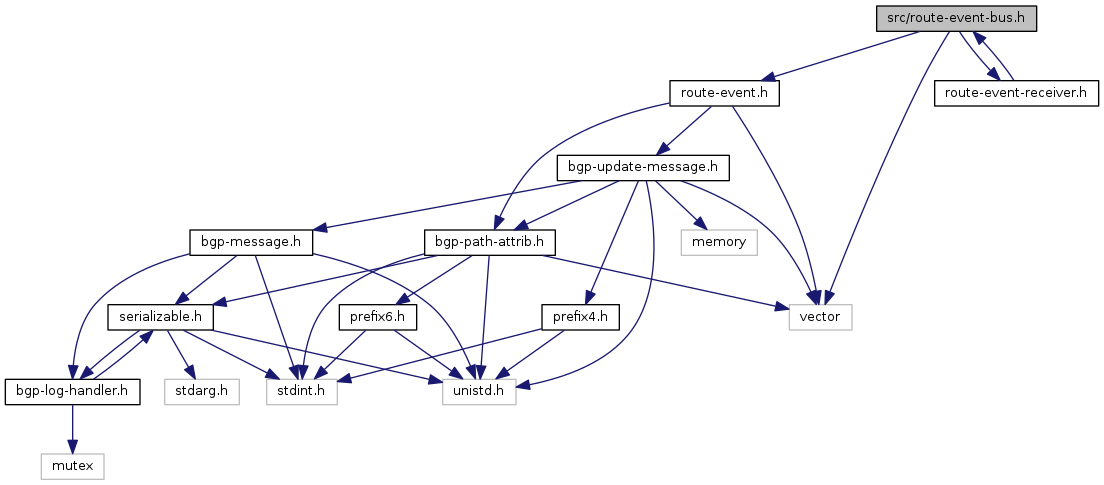 src/route-event-bus.h
route-event.h
route-event-receiver.h
bgp-update-message.h
bgp-message.h
bgp-path-attrib.h
memory
serializable.h
prefix6.h
prefix4.h
vector
bgp-log-handler.h
stdarg.h
stdint.h
unistd.h
mutex